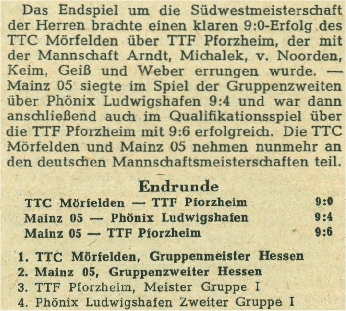 Das Endspiel um die Südwestmeisterschaft
der Herren brachte einen klaren 9:0-Erfolg des
TTC Mörfelden über TTF Pforzheim, der mit
der Mannschaft Arndt, Michalek, v. Noorden,
Keim, Geiß und Weber errungen wurde. —
Mainz 05 siegte im Spiel der Gruppenzweiten
über Phönix Ludwigshafen 9:4 und war dann
anschließend auch im Qualifikationsspiel über
die TTF Pforzheim mit 9:6 erfolgreich. Die TTC
Mörfelden und Mainz 05 nehmen nunmehr an
den deutschen Mannschaftsmeisterschaften teil.
Endrunde
TTC Mörfelden — TTF Pforzheim 9:0
Mainz 05 — Phönix Ludwigshafen 9:4
Mainz 05 — TTF Pforzheim 9:6
1. TTC Mörfelden, Gruppenmeister Hessen
2. Mainz 05, Gruppenzweiter Hessen
3. TTF Pforzheim, Meister Gruppe I
4. Phönix Ludwigshafen Zweiter Gruppe I